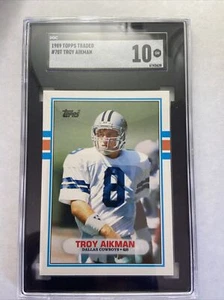 1989 TOPPS TRADED
#70T TROY AIKMAN
10
Topps
8
TROY AIKMAN
DALLAS COWBOYS • QB